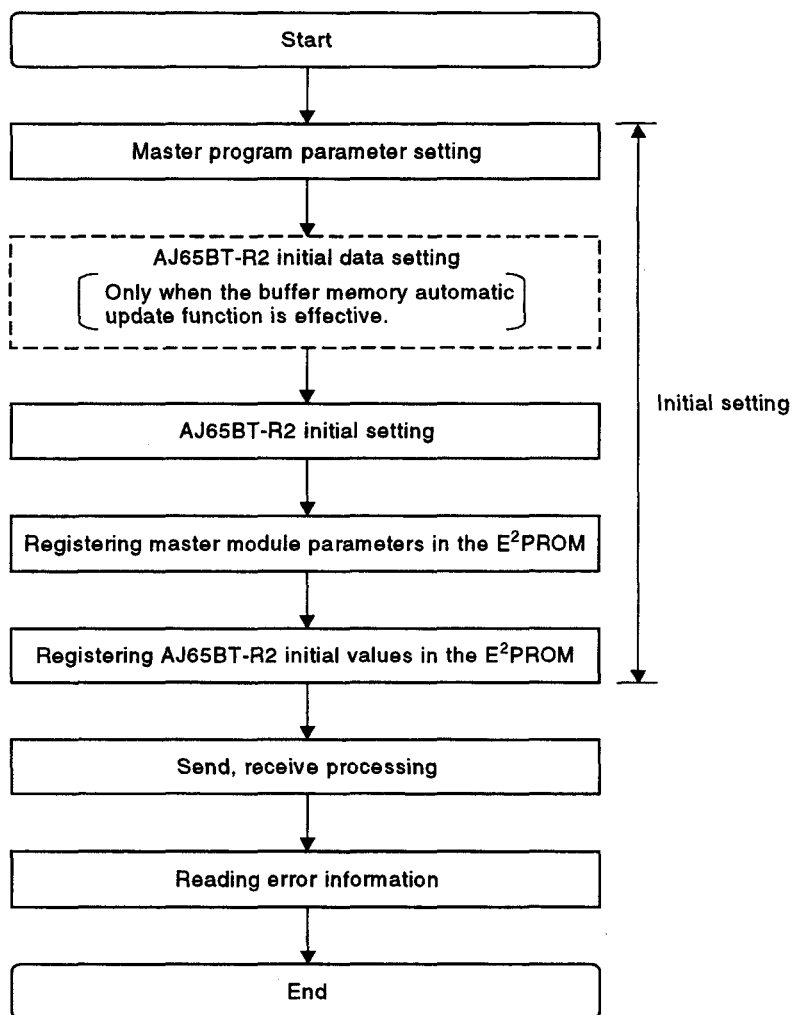 Start
Master program parameter setting
AJ65BT-R2 initial data setting
Only when the buffer memory automatic
update function is effective.
AJ65BT-R2 initial setting
Initial setting
Registering master module parameters in the E²PROM
Registering AJ65BT-R2 initial values in the E²PROM
Send, receive processing
Reading error information
End